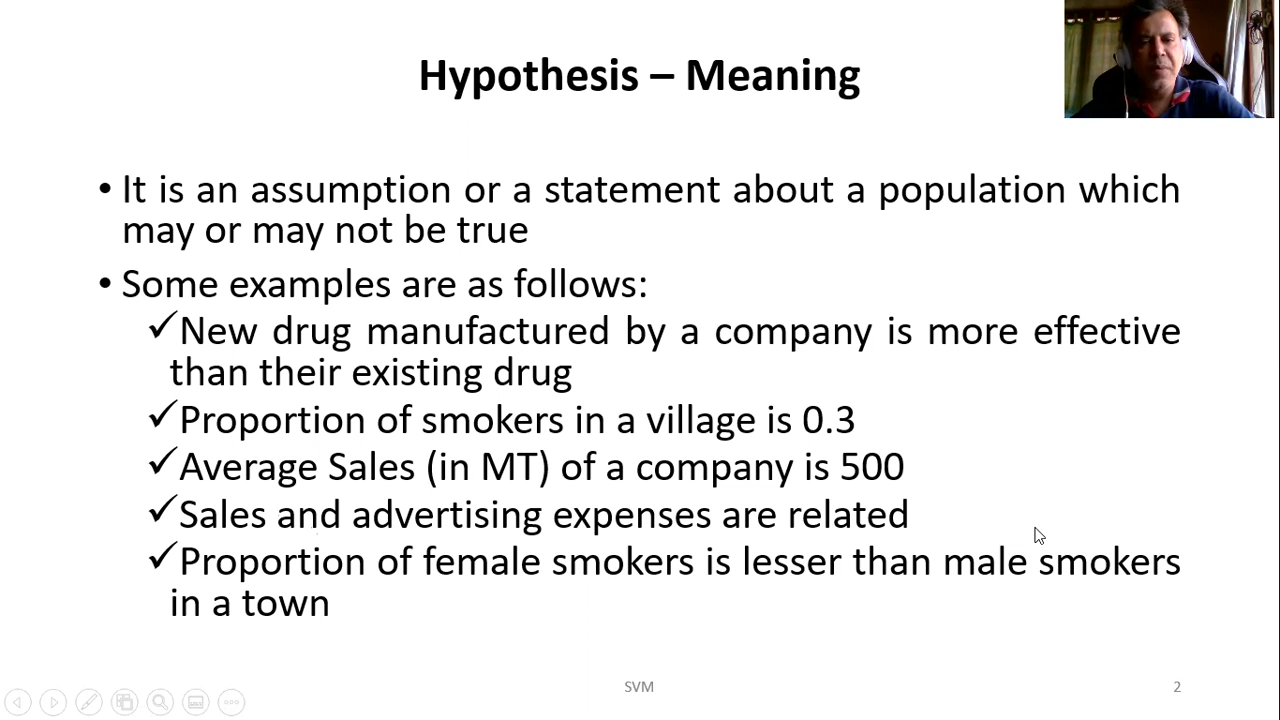 Hypothesis – Meaning
• It is an assumption or a statement about a population which
may or may not be true
• Some examples are as follows:
✓New drug manufactured by a company is more effective
than their existing drug
✓Proportion of smokers in a village is 0.3
✓Average Sales (in MT) of a company is 500
✓Sales and advertising expenses are related
✓Proportion of female smokers is lesser than male smokers
in a town
SVM
2